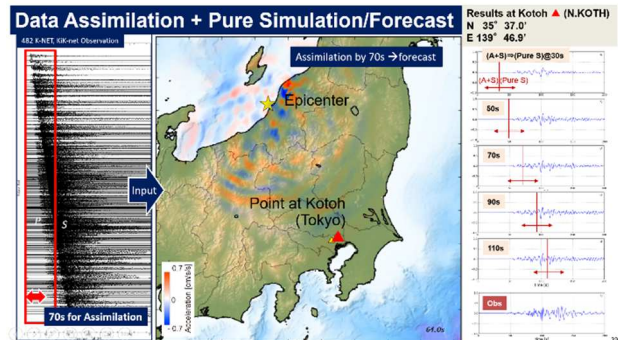 Data Assimilation + Pure Simulation/Forecast
482 K-NET, KiK-net Observation
P
S
70s for Assimilation
Input
Assimilation by 70s →forecast
Epicenter
Point at Kotoh
(Tokyo)
0.7
Acceleration [cm/s/s]
- 0.7
64.0s
Results at Kotoh ▲ (N.KOTH)
N 35° 37.0'
E 139° 46.9'
(A+S)⇒(Pure S)@30s
(A+S) (Pure S)
50s
70s
90s
110s
Obs